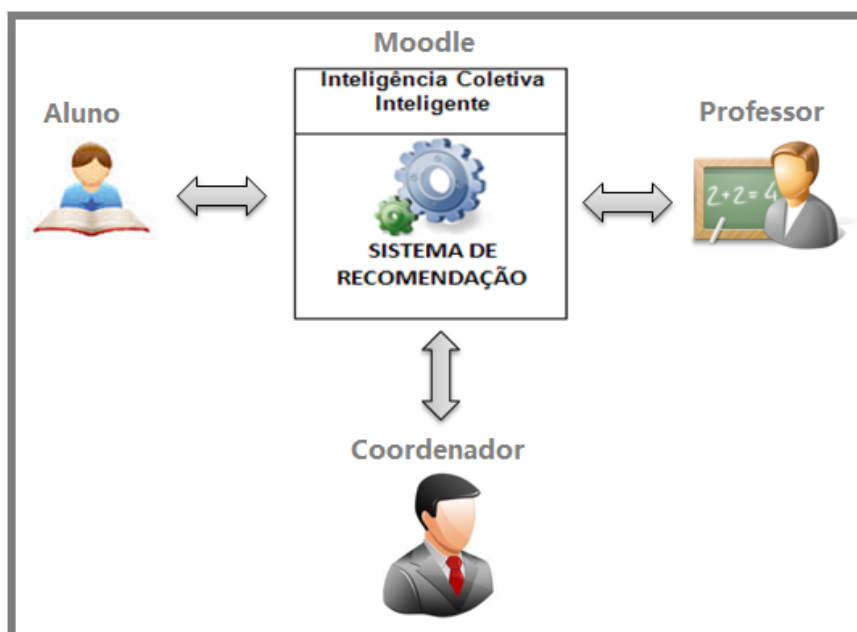 Moodle
Inteligência Coletiva
Inteligente
Aluno
Professor
2+2=4
SISTEMA DE
RECOMENDAÇÃO
Coordenador